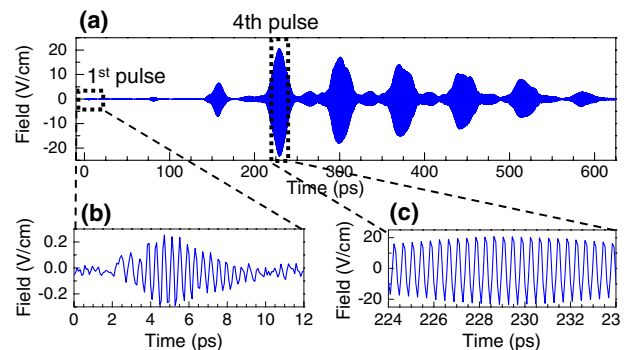 (a)
4th pulse
1st pulse
Field (V/cm)
20
10
0
-10
-20
0 100 200 300 400 500 600
Time (ps)
(b)
Field (V/cm)
0.2
0.0
-0.2
0 2 4 6 8 10 12
Time (ps)
(c)
Field (V/cm)
20
0
-20
224 226 228 230 232 23
Time (ps)